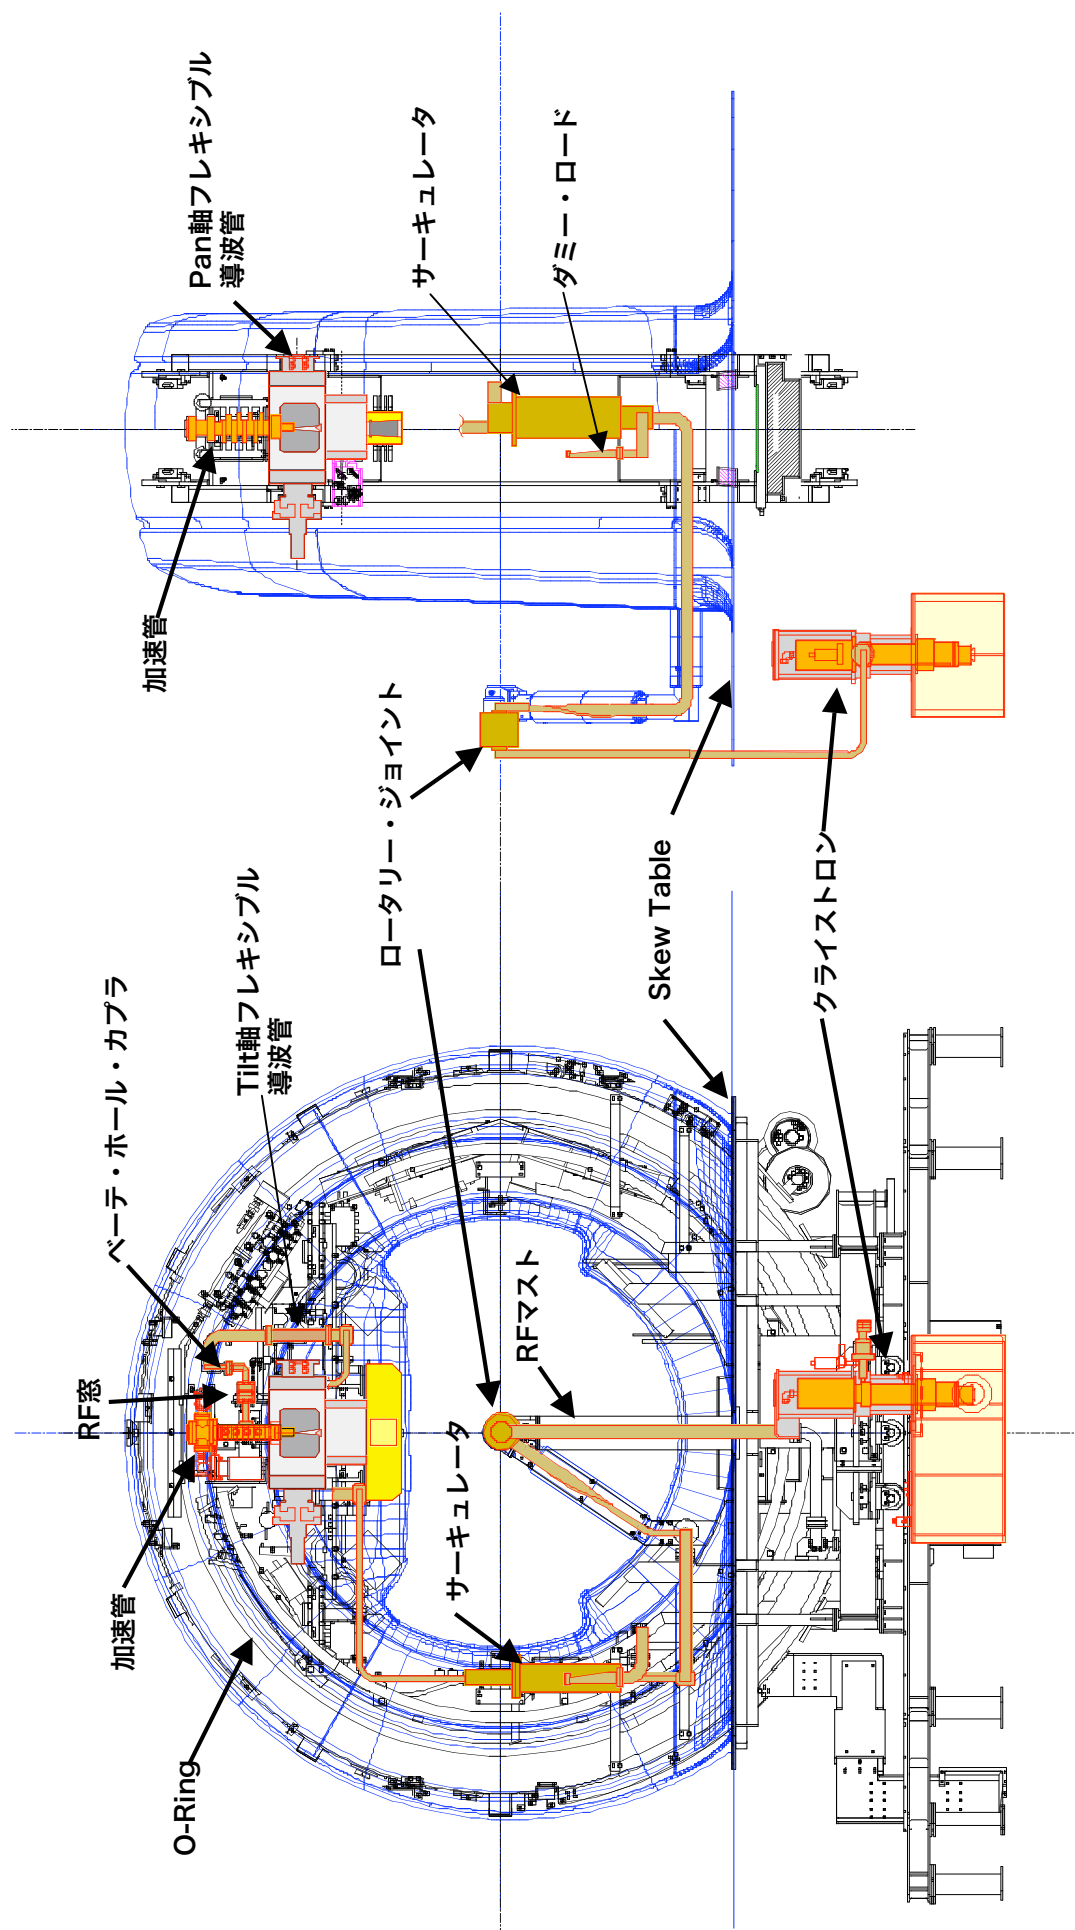 O-Ring
加速管
RF窓
ベーテ・ホール・カプラ
Tilt軸フレキシブル
導波管
サーキュレータ
RFマスト
ロータリー・ジョイント
Skew Table
クライストロン
加速管
Pan軸フレキシブル
導波管
サーキュレータ
ダミー・ロード